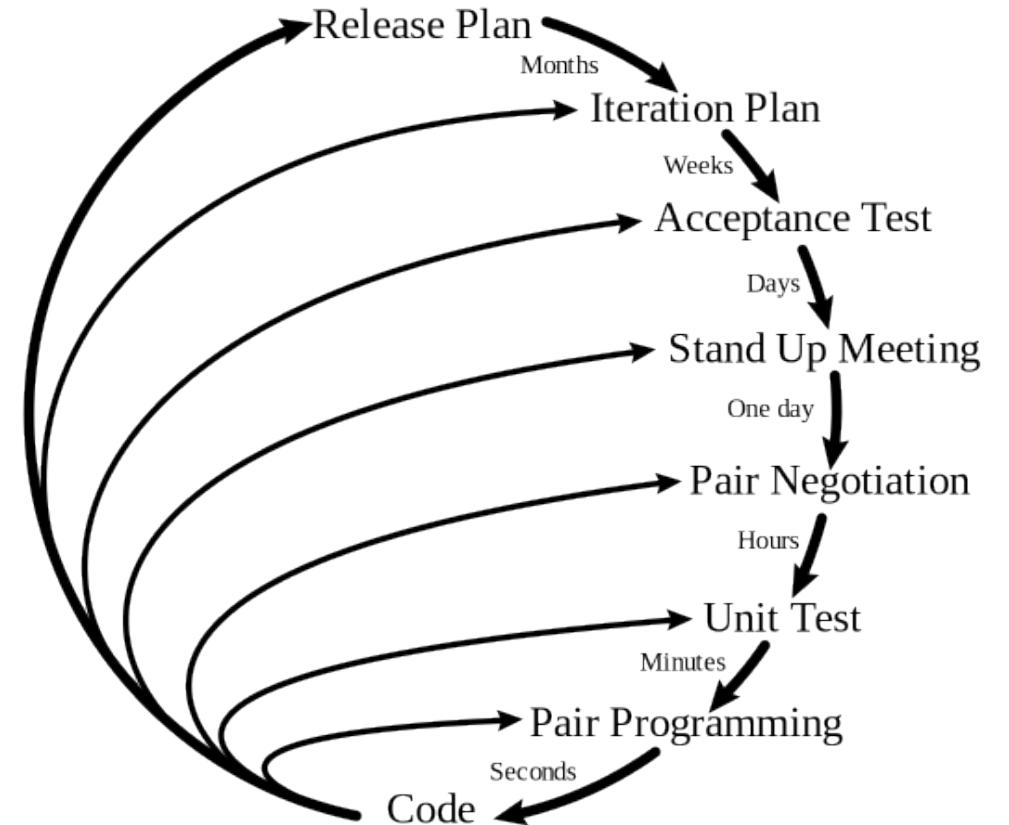 Release Plan
Months
Iteration Plan
Weeks
Acceptance Test
Days
Stand Up Meeting
One day
Pair Negotiation
Hours
Unit Test
Minutes
Pair Programming
Seconds
Code